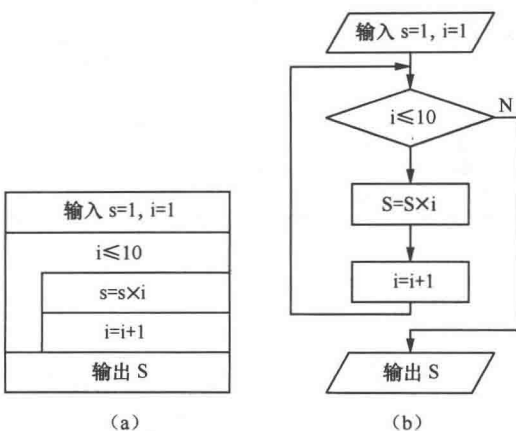 输入 s=1, i=1
i≤10
s=s×i
i=i+1
输出 S
(a)
输入 s=1, i=1
i≤10
N
S=S×i
i=i+1
输出 S
(b)